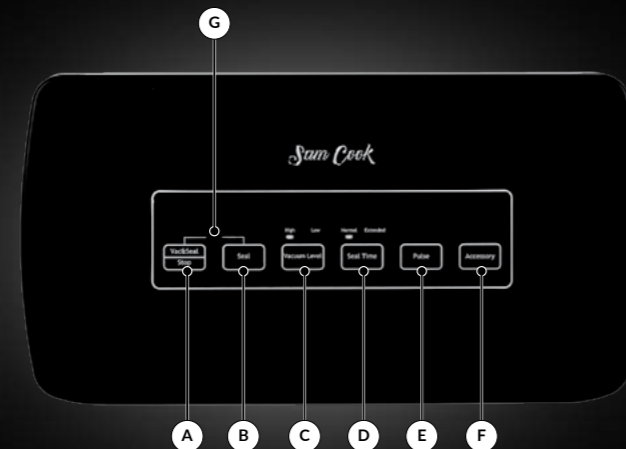 G
Sam Cook
High Low Normal Extended
Vac&Seal
Stop
Seal
Vacuum Level
Seal Time
Pulse
Accessory
A B C D E F